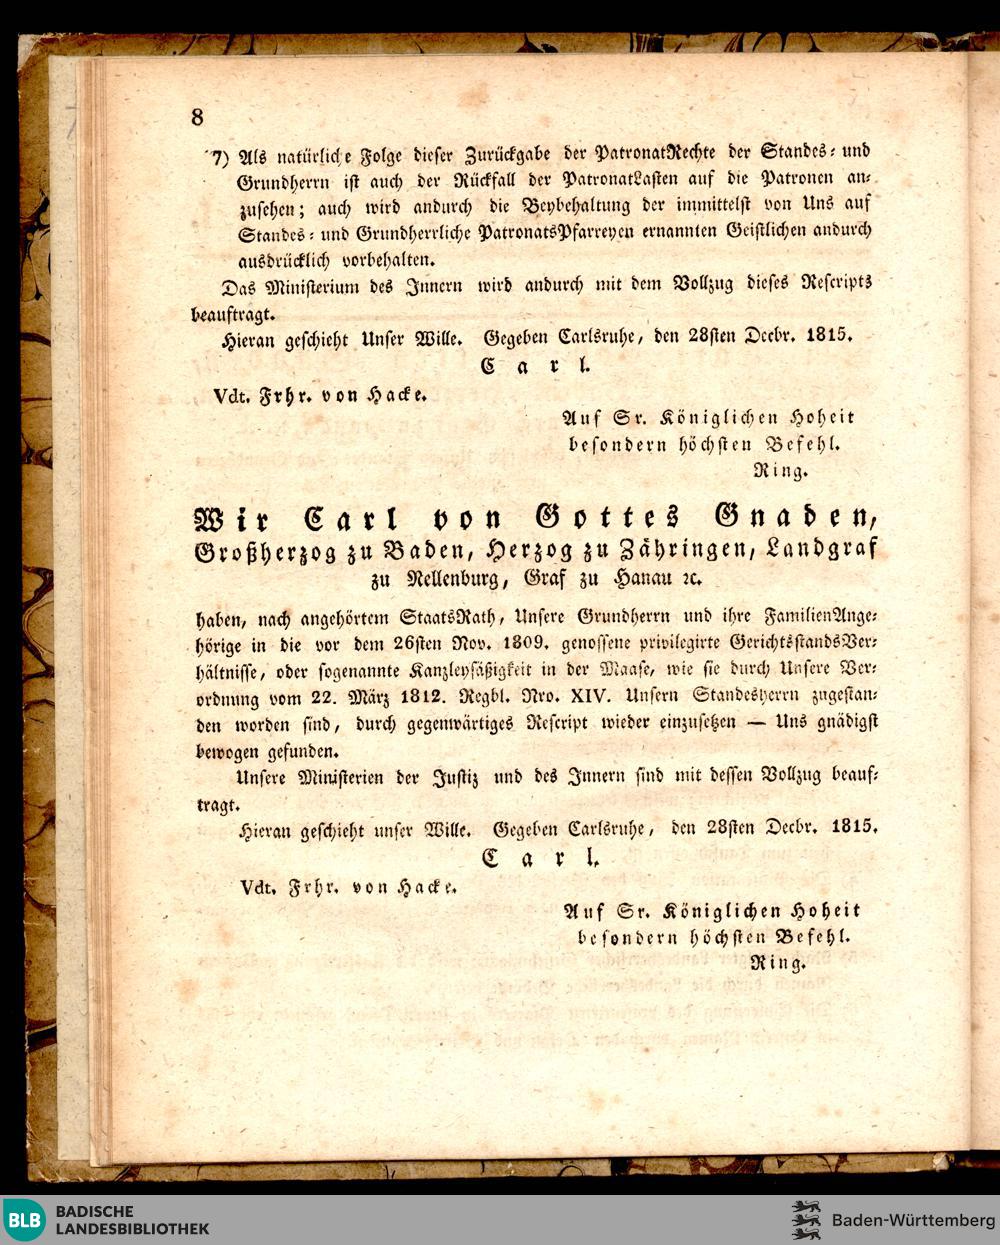 8
7) Als natürliche Folge dieser Zurückgabe der PatronatRechte der Standes- und
Grundherrn ist auch der Rückfall der PatronatLasten auf die Patronen an-
zusehen; auch wird andurch die Beybehaltung der immittelst von Uns auf
Standes- und Grundherrliche PatronatsPfarreyen ernannten Geistlichen andurch
ausdrücklich vorbehalten.
Das Ministerium des Innern wird andurch mit dem Vollzug dieses Rescripts
beauftragt.
Hieran geschieht Unser Wille. Gegeben Carlsruhe, den 28sten Decbr. 1815.
Carl.
Vdt. Frhr. von Hacke.
Auf Sr. Königlichen Hoheit
besondern höchsten Befehl.
Ring.
Wir Carl von Gottes Gnaden,
Großherzog zu Baden, Herzog zu Zähringen, Landgraf
zu Nellenburg, Graf zu Hanau ꝛc.
haben, nach angehörtem StaatsRath, Unsere Grundherrn und ihre FamilienAnge-
hörige in die vor dem 26sten Nov. 1809. genossene privilegirte GerichtsstandsVer-
hältnisse, oder sogenannte Kanzleysäßigkeit in der Maase, wie sie durch Unsere Ver-
ordnung vom 22. März 1812. Regbl. Nro. XIV. Unsern Standesherrn zugestan-
den worden sind, durch gegenwärtiges Rescript wieder einzusetzen — Uns gnädigst
bewogen gefunden.
Unsere Ministerien der Justiz und des Innern sind mit dessen Vollzug beauf-
tragt.
Hieran geschieht unser Wille. Gegeben Carlsruhe, den 28sten Decbr. 1815.
Carl.
Vdt. Frhr. von Hacke.
Auf Sr. Königlichen Hoheit
besondern höchsten Befehl.
Ring.
BLB BADISCHE
LANDESBIBLIOTHEK
Baden-Württemberg